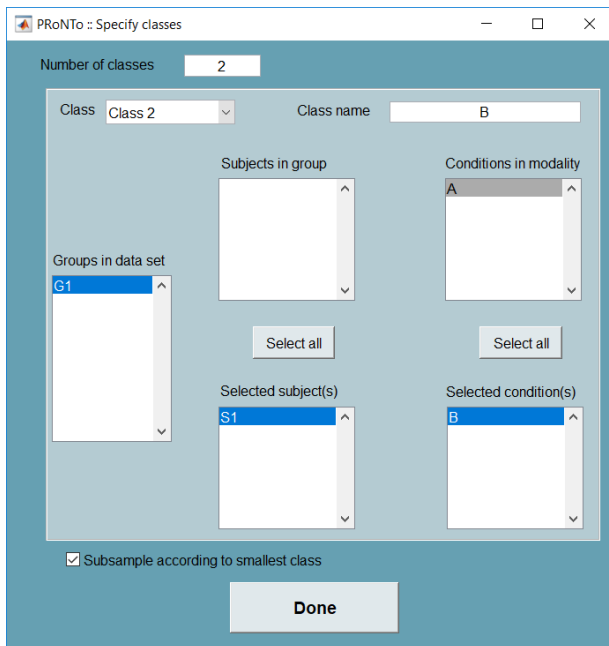 PRoNTo :: Specify classes
Number of classes 2
Class Class 2 Class name B
Subjects in group Conditions in modality
A
Groups in data set
G1
Select all Select all
Selected subject(s) Selected condition(s)
S1 B
Subsample according to smallest class
Done